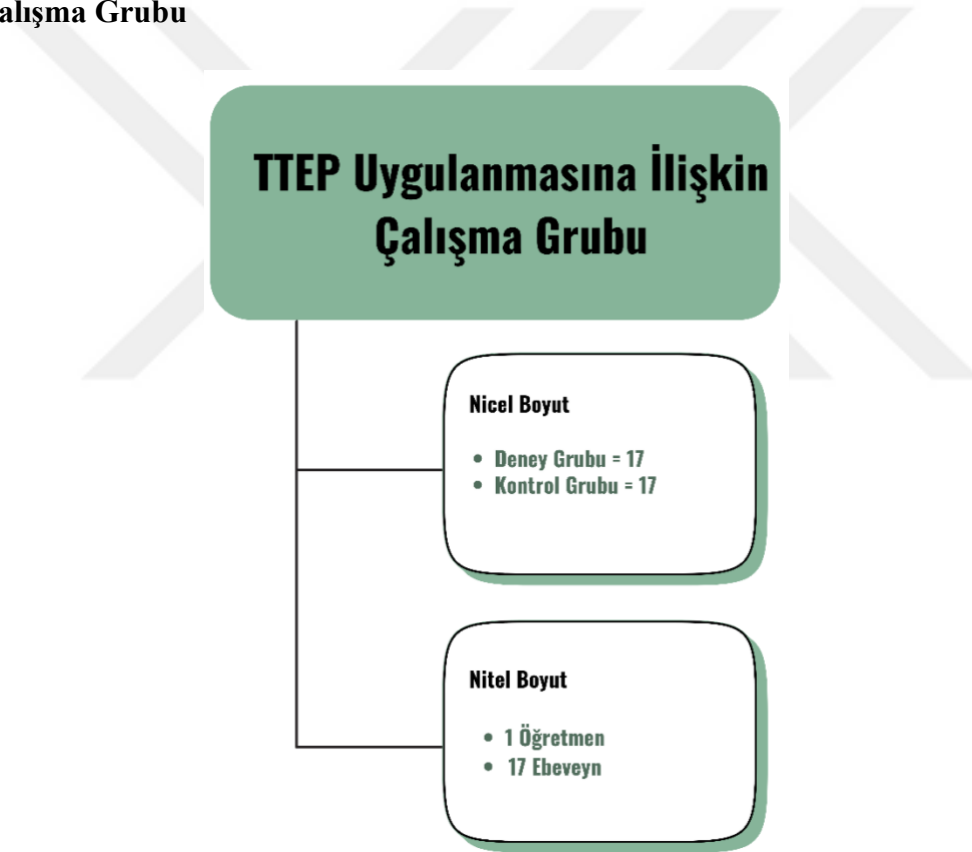 alışma Grubu
TTEP Uygulanmasına İlişkin
Çalışma Grubu
Nicel Boyut
• Deney Grubu = 17
• Kontrol Grubu = 17
Nitel Boyut
• 1 Öğretmen
• 17 Ebeveyn